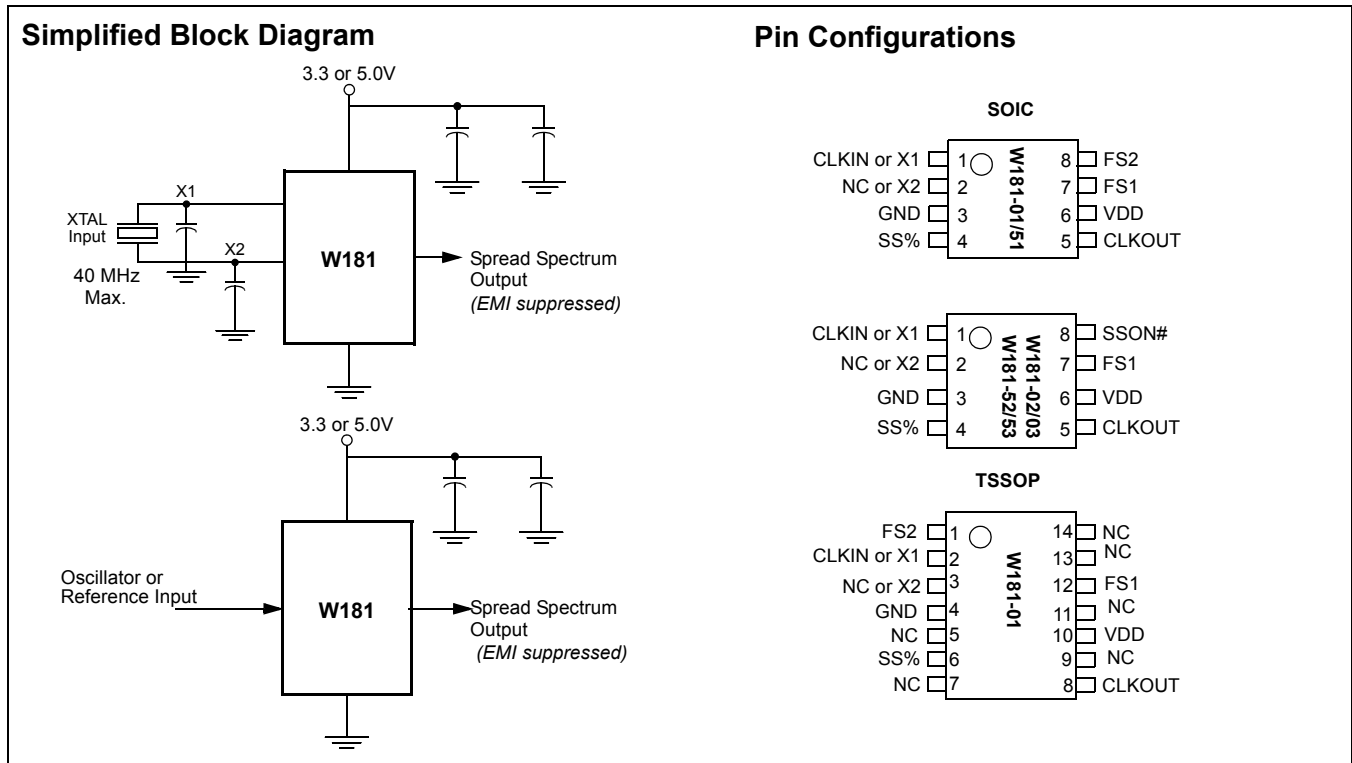 Simplified Block Diagram
3.3 or 5.0V
X1
XTAL
Input
X2
40 MHz
Max.
W181
Spread Spectrum
Output
(EMI suppressed)
3.3 or 5.0V
Oscillator or
Reference Input
W181
Spread Spectrum
Output
(EMI suppressed)
Pin Configurations
SOIC
CLKIN or X1 1 8 FS2
NC or X2 2 7 FS1
GND 3 6 VDD
SS% 4 5 CLKOUT
W181-01/51
CLKIN or X1 1 8 SSON#
NC or X2 2 7 FS1
GND 3 6 VDD
SS% 4 5 CLKOUT
W181-02/03
W181-52/53
TSSOP
FS2 1 14 NC
CLKIN or X1 2 13 NC
NC or X2 3 12 FS1
GND 4 11 NC
NC 5 10 VDD
SS% 6 9 NC
NC 7 8 CLKOUT
W181-01